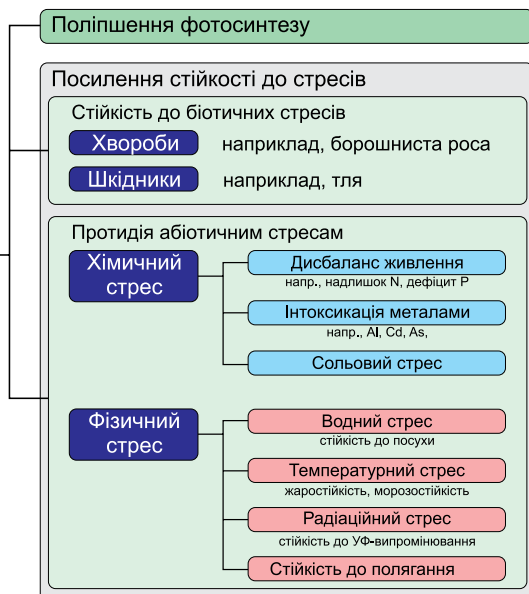 Поліпшення фотосинтезу
Посилення стійкості до стресів
Стійкість до біотичних стресів
Хвороби наприклад, борошниста роса
Шкідники наприклад, тля
Протидія абіотичним стресам
Хімичний
стрес
Дисбаланс живлення
напр., надлишок N, дефіцит P
Інтоксикація металами
напр., Al, Cd, As,
Сольовий стрес
Фізичний
стрес
Водний стрес
стійкість до посухи
Температурний стрес
жаростійкість, морозостійкість
Радіаційний стрес
стійкість до УФ-випромінювання
Стійкість до полягання